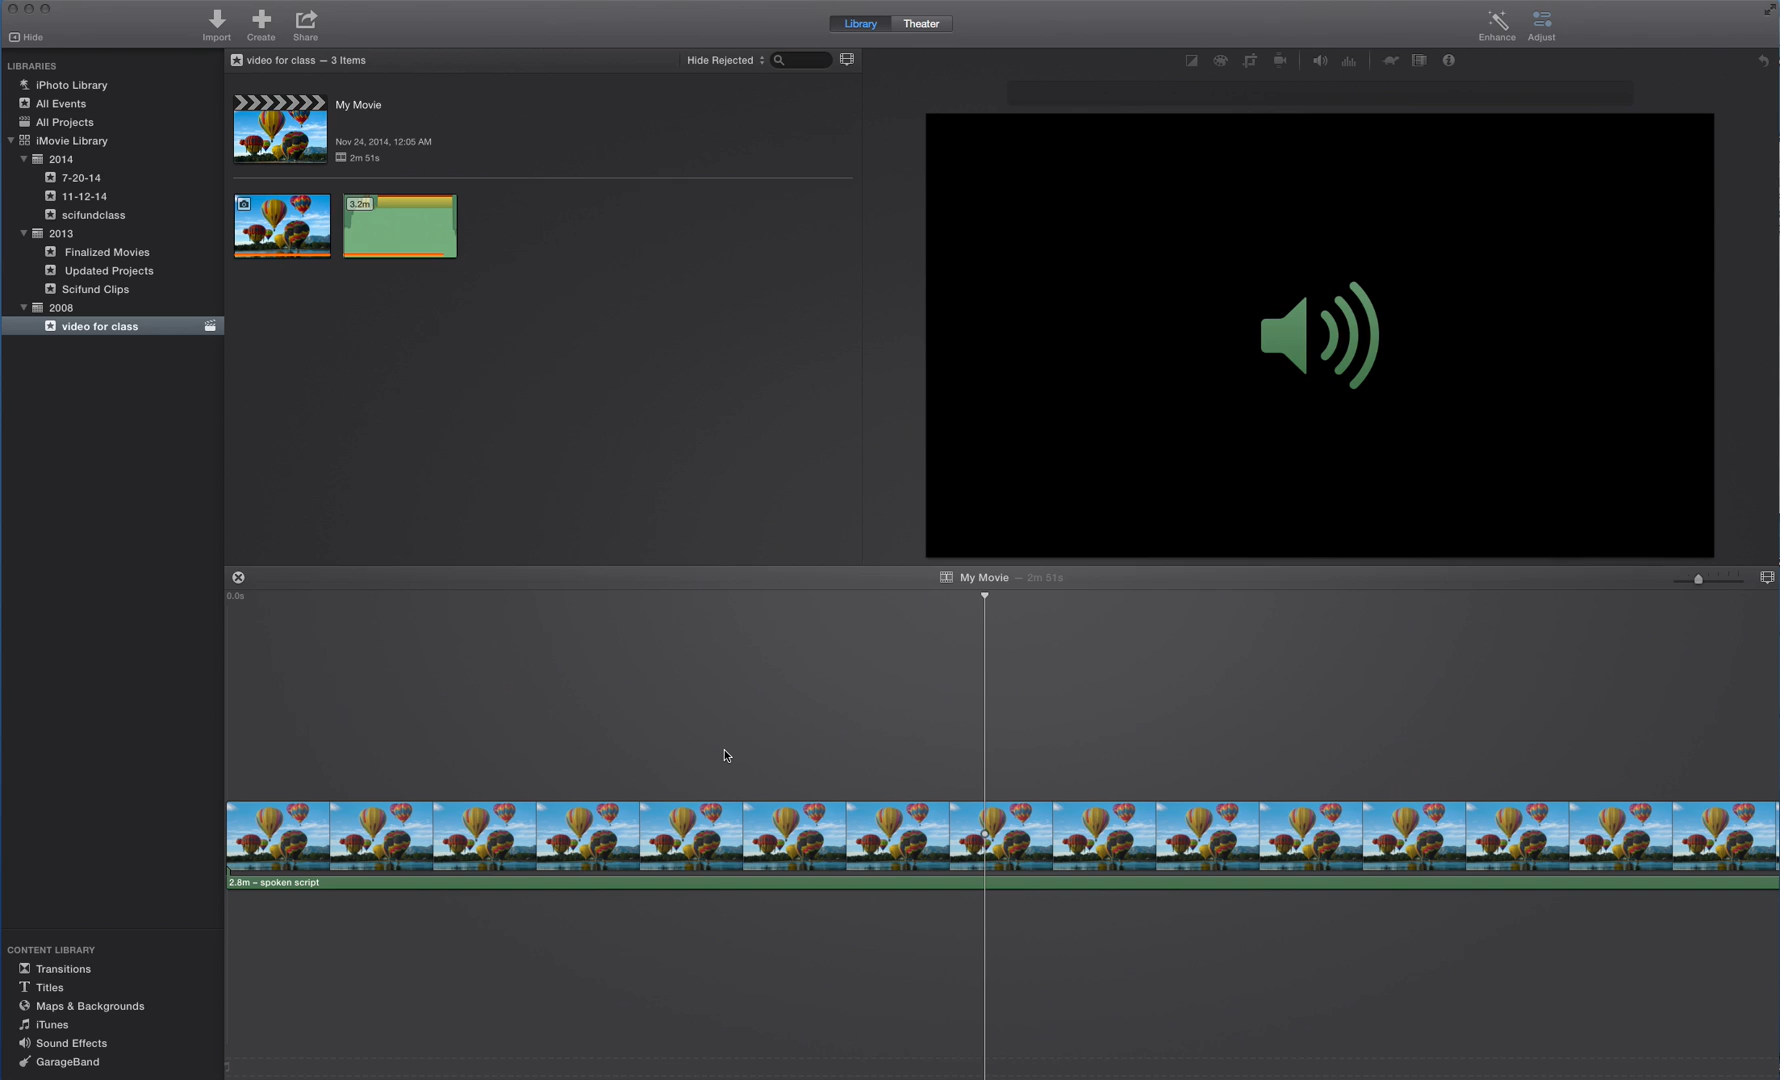 Hide
Import
Create
Share
Library
Theater
Enhance
Adjust
LIBRARIES
iPhoto Library
All Events
All Projects
iMovie Library
2014
7-20-14
11-12-14
scifundclass
2013
Finalized Movies
Updated Projects
Scifund Clips
2008
video for class
video for class – 3 Items
Hide Rejected
My Movie
Nov 24, 2014, 12:05 AM
2m 51s
3.2m
My Movie – 2m 51s
0.0s
2.8m – spoken script
CONTENT LIBRARY
Transitions
Titles
Maps & Backgrounds
iTunes
Sound Effects
GarageBand